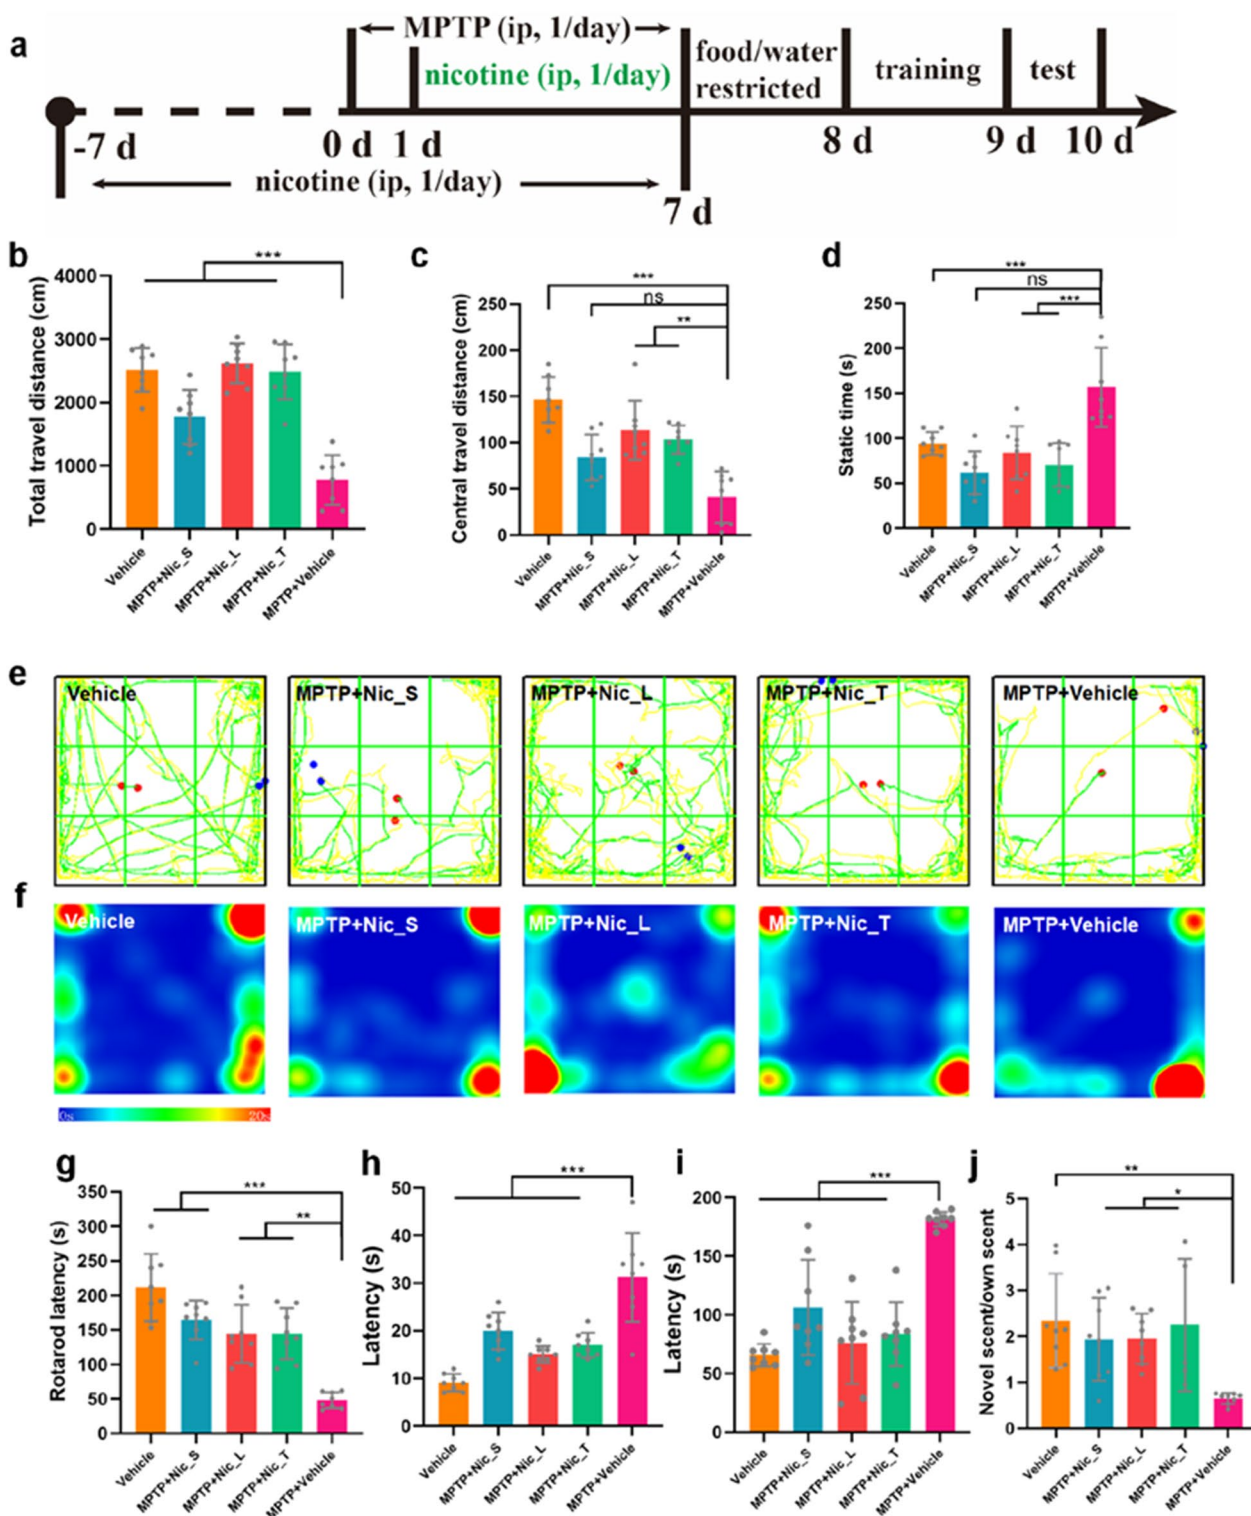 a
MPTP (ip, 1/day)
nicotine (ip, 1/day)
food/water
restricted
training
test
-7 d
0 d
1 d
8 d
9 d
10 d
nicotine (ip, 1/day)
7 d
b
Total travel distance (cm)
4000
3000
2000
1000
0
***
Vehicle
MPTP+Nic_S
MPTP+Nic_L
MPTP+Nic_T
MPTP+Vehicle
c
Central travel distance (cm)
250
200
150
100
50
0
***
ns
**
Vehicle
MPTP+Nic_S
MPTP+Nic_L
MPTP+Nic_T
MPTP+Vehicle
d
Static time (s)
250
200
150
100
50
0
***
ns
***
Vehicle
MPTP+Nic_S
MPTP+Nic_L
MPTP+Nic_T
MPTP+Vehicle
e
Vehicle
MPTP+Nic_S
MPTP+Nic_L
MPTP+Nic_T
MPTP+Vehicle
f
Vehicle
MPTP+Nic_S
MPTP+Nic_L
MPTP+Nic_T
MPTP+Vehicle
0s
20s
g
Rotarod latency (s)
350
300
250
200
150
100
50
0
***
**
Vehicle
MPTP+Nic_S
MPTP+Nic_L
MPTP+Nic_T
MPTP+Vehicle
h
Latency (s)
50
40
30
20
10
0
***
Vehicle
MPTP+Nic_S
MPTP+Nic_L
MPTP+Nic_T
MPTP+Vehicle
i
Latency (s)
200
150
100
50
0
***
Vehicle
MPTP+Nic_S
MPTP+Nic_L
MPTP+Nic_T
MPTP+Vehicle
j
Novel scent/own scent
5
4
3
2
1
0
**
*
Vehicle
MPTP+Nic_S
MPTP+Nic_L
MPTP+Nic_T
MPTP+Vehicle